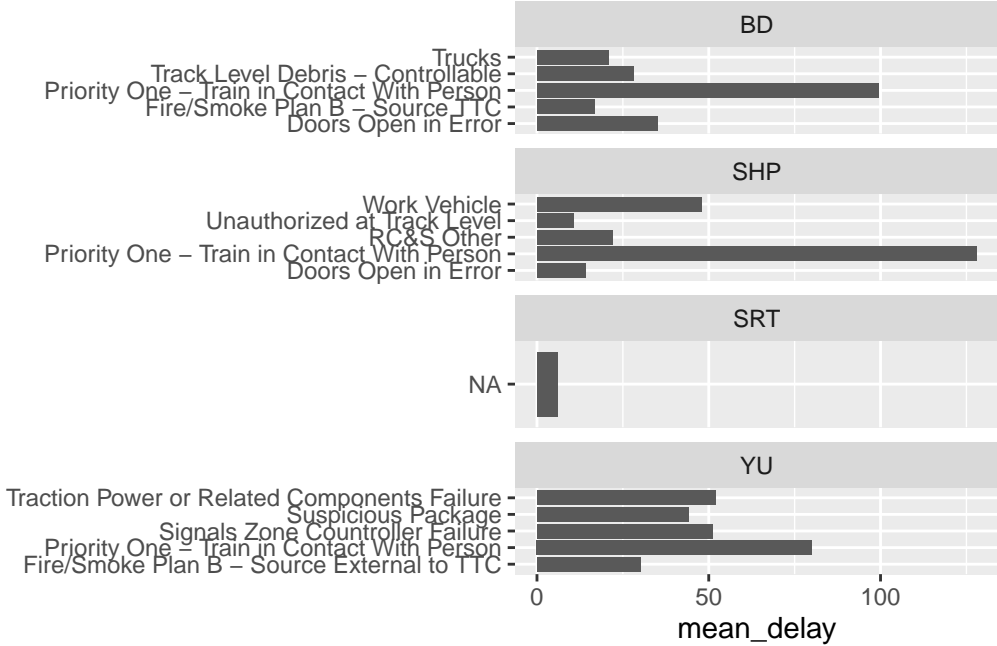 BD
Trucks
Track Level Debris − Controllable
Priority One − Train in Contact With Person
Fire/Smoke Plan B − Source TTC
Doors Open in Error
SHP
Work Vehicle
Unauthorized at Track Level
RC&S Other
Priority One − Train in Contact With Person
Doors Open in Error
SRT
NA
YU
Traction Power or Related Components Failure
Suspicious Package
Signals Zone Countroller Failure
Priority One − Train in Contact With Person
Fire/Smoke Plan B − Source External to TTC
0 50 100
mean_delay